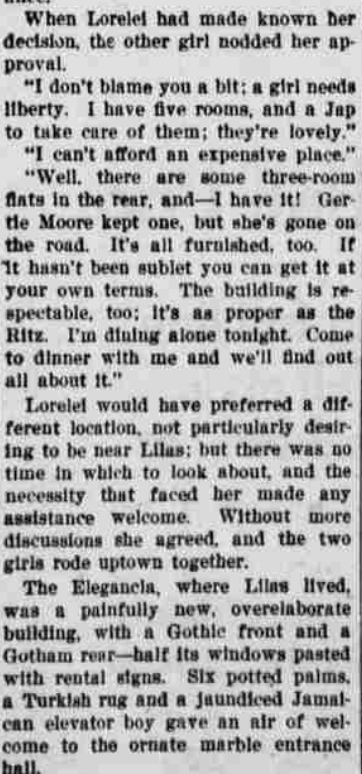 When Lorelei had made known her
decision, the other girl nodded her ap-
proval.
"I don't blame you a bit; a girl needs
liberty. I have five rooms, and a Jap
to take care of them; they're lovely."
"I can't afford an expensive place."
"Well, there are some three-room
flats in the rear, and—I have it! Ger-
tie Moore kept one, but she's gone on
the road. It's all furnished, too. If
it hasn't been sublet you can get it at
your own terms. The building is re-
spectable, too; it's as proper as the
Ritz. I'm dining alone tonight. Come
to dinner with me and we'll find out
all about it."
Lorelei would have preferred a dif-
ferent location, not particularly desir-
ing to be near Lilas; but there was no
time in which to look about, and the
necessity that faced her made any
assistance welcome. Without more
discussions she agreed, and the two
girls rode uptown together.
The Elegancia, where Lilas lived,
was a painfully new, overelaborate
building, with a Gothic front and a
Gotham rear—half its windows pasted
with rental signs. Six potted palms,
a Turkish rug and a jaundiced Jamai-
can elevator boy gave an air of wel-
come to the ornate marble entrance
hall.